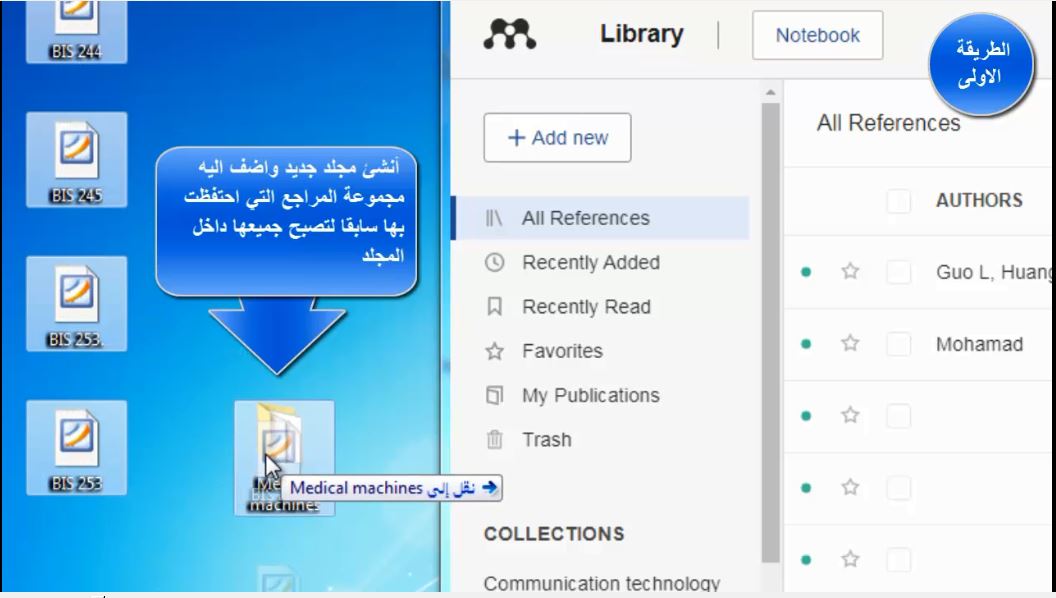 BIS 244
BIS 245
BIS 253.
BIS 253
أنشئ مجلد جديد واضف اليه
مجموعة المراجع التي احتفظت
بها سابقا لتصبح جميعها داخل
المجلد
machines
نقل إلى Medical machines
Library
Notebook
الطريقة
الاولى
+ Add new
All References
Recently Added
Recently Read
Favorites
My Publications
Trash
COLLECTIONS
Communication technology
All References
AUTHORS
Guo L, Huang
Mohamad